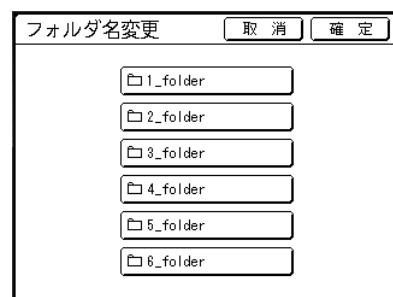 フォルダ名変更 取 消 確 定
1_folder
2_folder
3_folder
4_folder
5_folder
6_folder